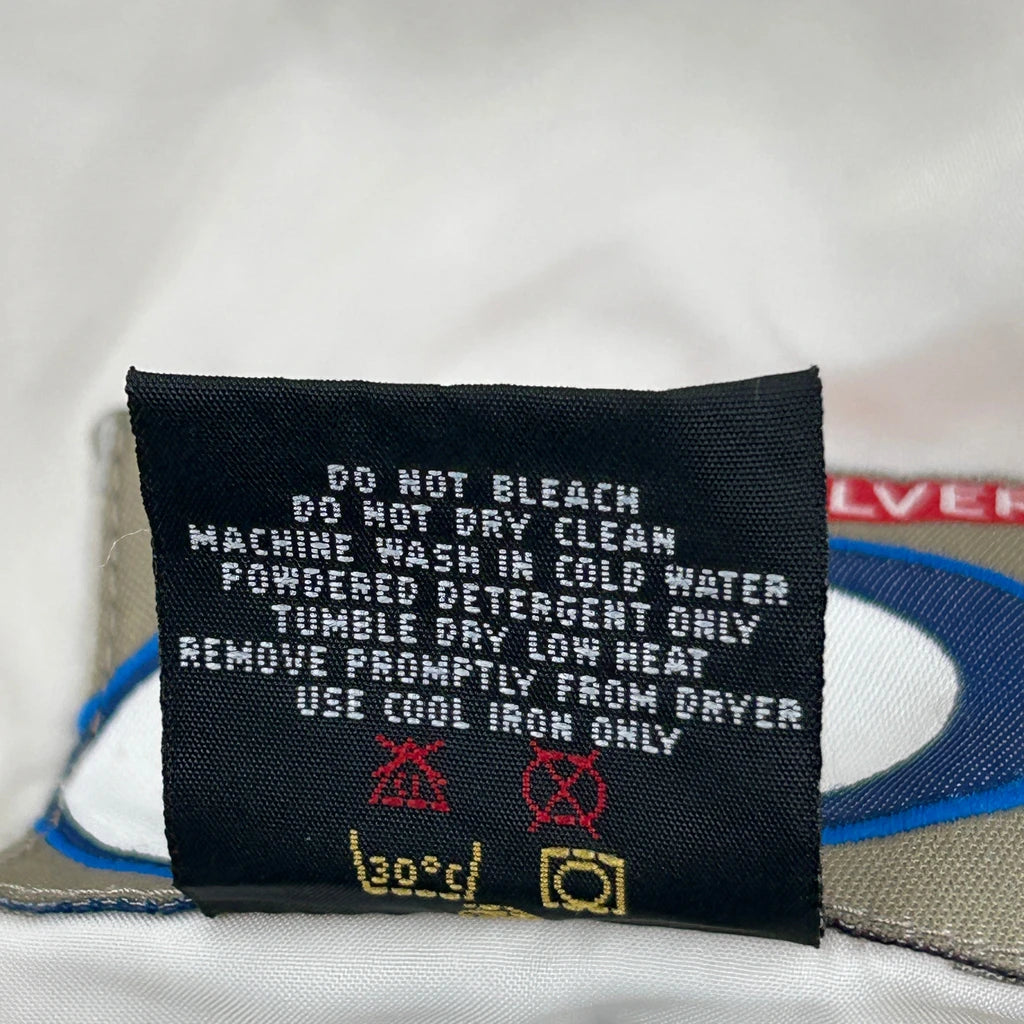 DO NOT BLEACH
DO NOT DRY CLEAN
MACHINE WASH IN COLD WATER
POWDERED DETERGENT ONLY
TUMBLE DRY LOW HEAT
REMOVE PROMPTLY FROM DRYER
USE COOL IRON ONLY
30°C
LVER